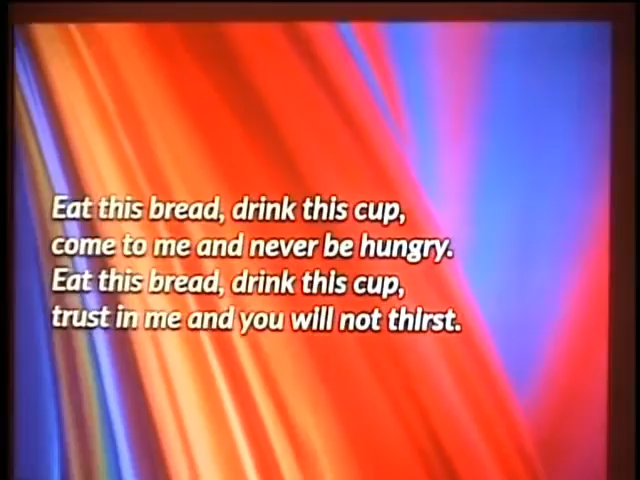 Eat this bread, drink this cup,
come to me and never be hungry.
Eat this bread, drink this cup,
trust in me and you will not thirst.